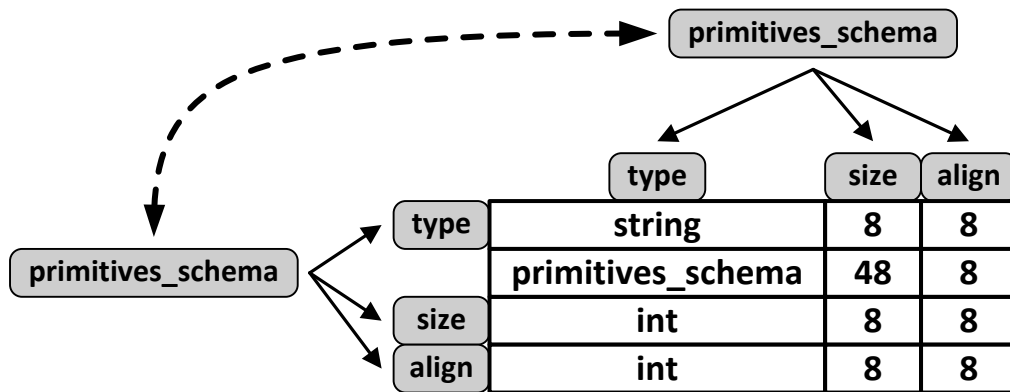 primitives_schema
type size align
type string 8 8
primitives_schema primitives_schema 48 8
size int 8 8
align int 8 8